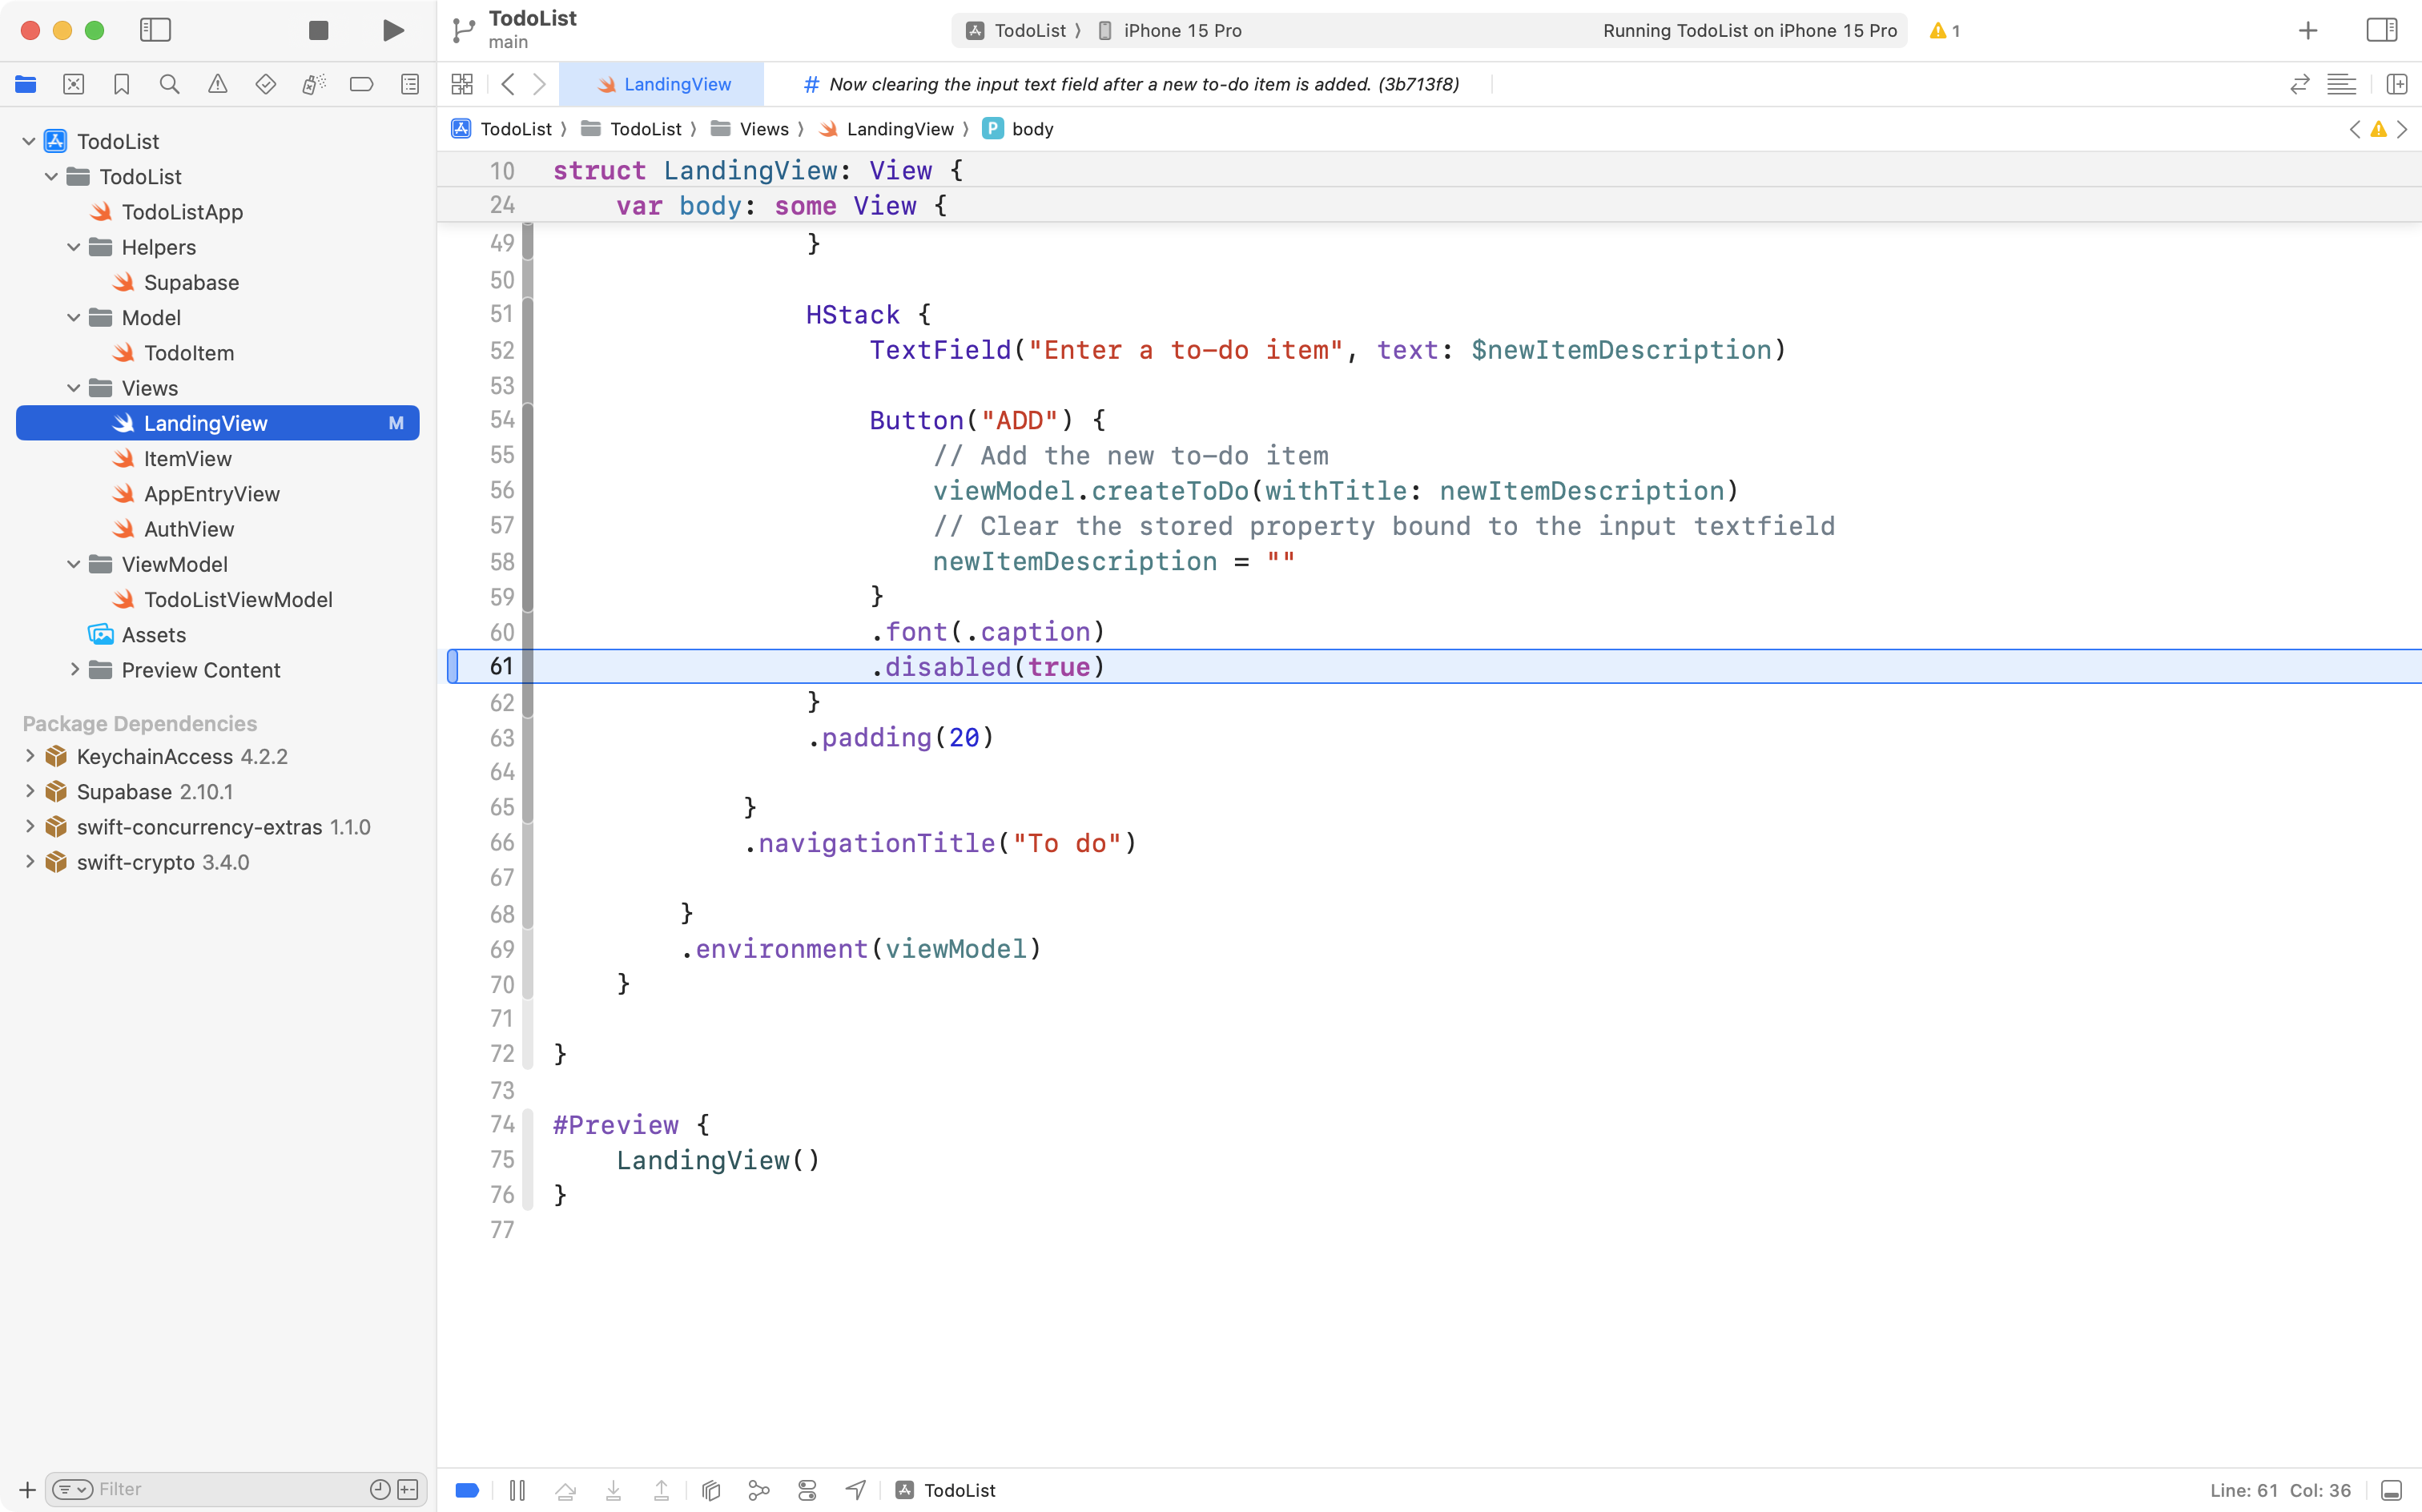 TodoList
main
TodoList 〉 iPhone 15 Pro
Running TodoList on iPhone 15 Pro
1
LandingView
# Now clearing the input text field after a new to-do item is added. (3b713f8)
TodoList 〉 TodoList 〉 Views 〉 LandingView 〉 P body
TodoList
TodoList
TodoListApp
Helpers
Supabase
Model
TodoItem
Views
LandingView M
ItemView
AppEntryView
AuthView
ViewModel
TodoListViewModel
Assets
Preview Content
Package Dependencies
KeychainAccess 4.2.2
Supabase 2.10.1
swift-concurrency-extras 1.1.0
swift-crypto 3.4.0
Filter
10 struct LandingView: View {
24 var body: some View {
49 }
50
51 HStack {
52 TextField("Enter a to-do item", text: $newItemDescription)
53
54 Button("ADD") {
55 // Add the new to-do item
56 viewModel.createToDo(withTitle: newItemDescription)
57 // Clear the stored property bound to the input textfield
58 newItemDescription = ""
59 }
60 .font(.caption)
61 .disabled(true)
62 }
63 .padding(20)
64
65 }
66 .navigationTitle("To do")
67
68 }
69 .environment(viewModel)
70 }
71
72 }
73
74 #Preview {
75 LandingView()
76 }
77
TodoList
Line: 61 Col: 36